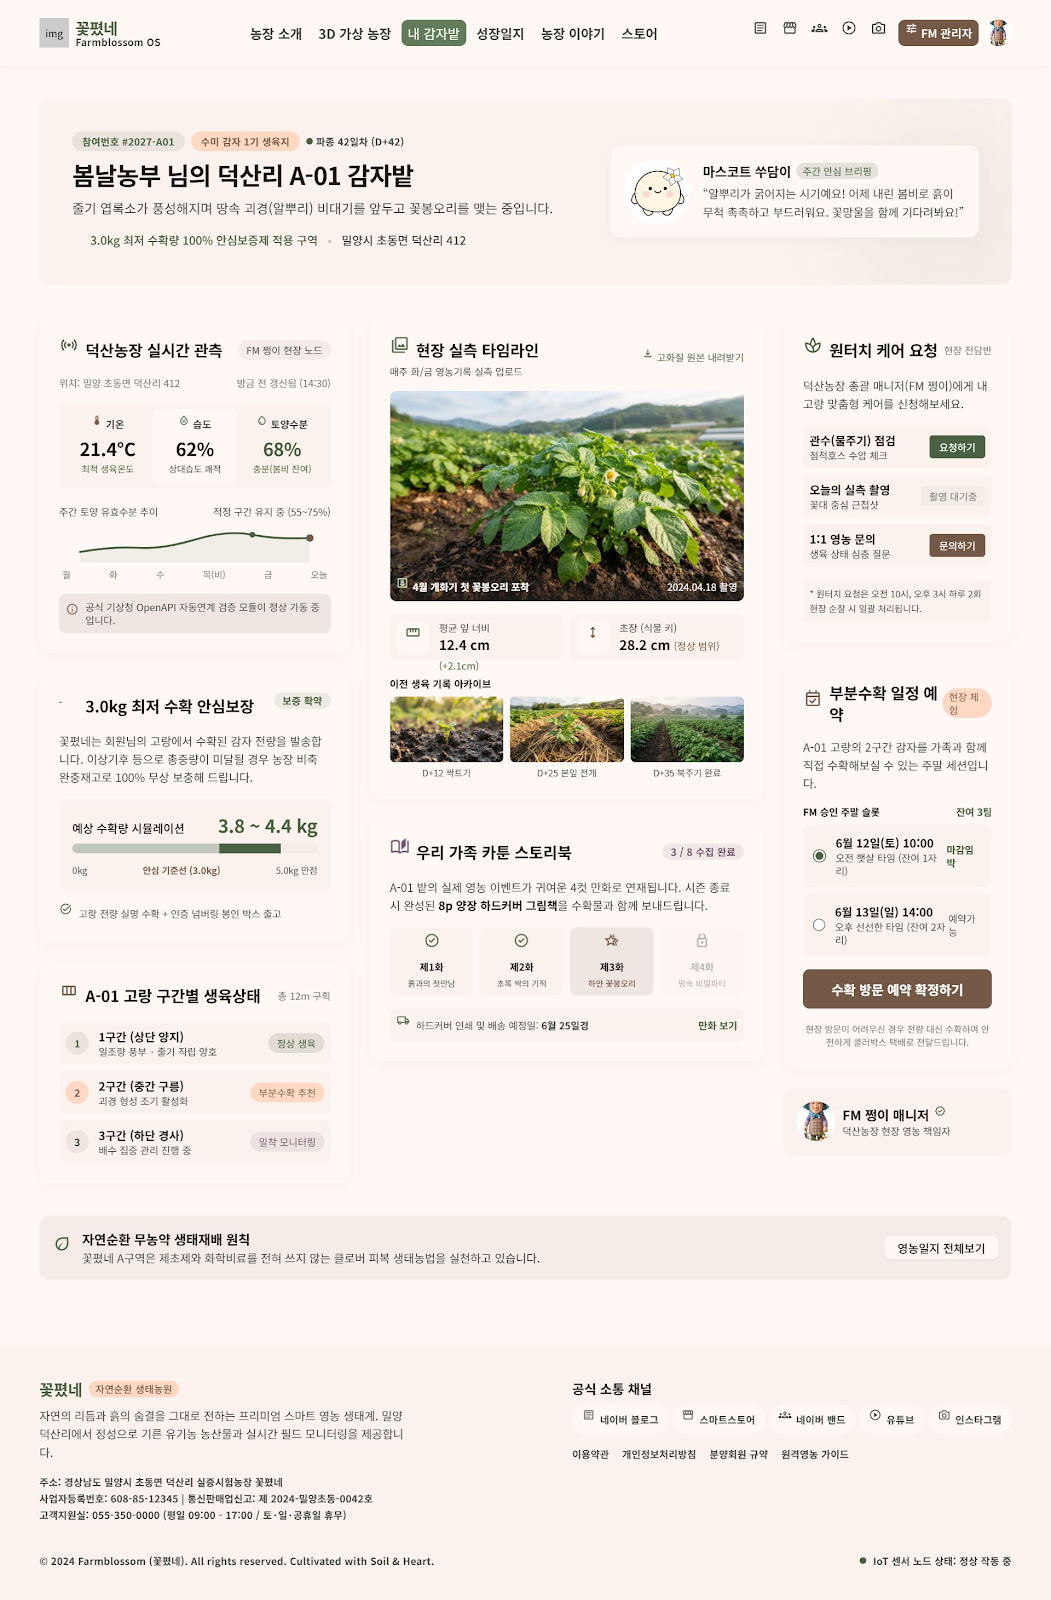 img
꽃폈네
Farmblossom OS
농장 소개
3D 가상 농장
내 감자밭
성장일지
농장 이야기
스토어
FM 관리자
참여번호 #2027-A01
수미 감자 1기 생육지
파종 42일차 (D+42)
봄날농부 님의 덕산리 A-01 감자밭
줄기 엽록소가 풍성해지며 땅속 괴경(알뿌리) 비대기를 앞두고 꽃봉오리를 맺는 중입니다.
3.0kg 최저 수확량 100% 안심보증제 적용 구역 • 밀양시 초동면 덕산리 412
마스코트 쑤담이
주간 안심 브리핑
“알뿌리가 굵어지는 시기예요! 어제 내린 봄비로 흙이
무척 촉촉하고 부드러워요. 꽃망울을 함께 기다려봐요!”
덕산농장 실시간 관측
FM 쩡이 현장 노드
위치: 밀양 초동면 덕산리 412
방금 전 갱신됨 (14:30)
기온
21.4°C
최적 생육온도
습도
62%
상대습도 쾌적
토양수분
68%
충분(봄비 잔여)
주간 토양 유효수분 추이
적정 구간 유지 중 (55~75%)
월
화
수
목(비)
금
오늘
공식 기상청 OpenAPI 자동연계 검증 모듈이 정상 가동 중
입니다.
3.0kg 최저 수확 안심보장
보증 확약
꽃폈네는 회원님의 고랑에서 수확된 감자 전량을 발송합
니다. 이상기후 등으로 총중량이 미달될 경우 농장 비축
완충재고로 100% 무상 보충해 드립니다.
예상 수확량 시뮬레이션
3.8 ~ 4.4 kg
0kg
안심 기준선 (3.0kg)
5.0kg 만점
고랑 전량 실명 수확 + 인증 넘버링 봉인 박스 출고
A-01 고랑 구간별 생육상태
총 12m 구획
1
1구간 (상단 양지)
일조량 풍부 · 줄기 직립 양호
정상 생육
2
2구간 (중간 구릉)
괴경 형성 조기 활성화
부분수확 추천
3
3구간 (하단 경사)
배수 집중 관리 진행 중
밀착 모니터링
현장 실측 타임라인
매주 화/금 영농기록 실측 업로드
고화질 원본 내려받기
4월 개화기 첫 꽃봉오리 포착
2024.04.18 촬영
평균 잎 너비
12.4 cm
(+2.1cm)
초장 (식물 키)
28.2 cm (정상 범위)
이전 생육 기록 아카이브
D+12 싹트기
D+25 본잎 전개
D+35 북주기 완료
우리 가족 카툰 스토리북
3 / 8 수집 완료
A-01 밭의 실제 영농 이벤트가 귀여운 4컷 만화로 연재됩니다. 시즌 종료
시 완성된 8p 양장 하드커버 그림책을 수확물과 함께 보내드립니다.
제1화
흙과의 첫만남
제2화
초록 싹의 기적
제3화
하얀 꽃봉오리
제4화
땅속 비밀파티
하드커버 인쇄 및 배송 예정일: 6월 25일경
만화 보기
원터치 케어 요청
현장 전담반
덕산농장 총괄 매니저(FM 쩡이)에게 내
고랑 맞춤형 케어를 신청해보세요.
관수(물주기) 점검
점적호스 수압 체크
요청하기
오늘의 실측 촬영
꽃대 중심 근접샷
촬영 대기중
1:1 영농 문의
생육 상태 심층 질문
문의하기
* 원터치 요청은 오전 10시, 오후 3시 하루 2회
현장 순찰 시 일괄 처리됩니다.
부분수확 일정 예
약
현장 체
험
A-01 고랑의 2구간 감자를 가족과 함께
직접 수확해보실 수 있는 주말 세션입니
다.
FM 승인 주말 슬롯
잔여 3팀
6월 12일(토) 10:00
오전 햇살 타임 (잔여 1자
리)
마감임
박
6월 13일(일) 14:00
오후 선선한 타임 (잔여 2자
리)
예약가
능
수확 방문 예약 확정하기
현장 방문이 어려우신 경우 전량 대신 수확하여 안
전하게 쿨러박스 택배로 전달드립니다.
FM 쩡이 매니저
덕산농장 현장 영농 책임자
자연순환 무농약 생태재배 원칙
꽃폈네 A구역은 제초제와 화학비료를 전혀 쓰지 않는 클로버 피복 생태농법을 실천하고 있습니다.
영농일지 전체보기
꽃폈네
자연순환 생태농원
자연의 리듬과 흙의 숨결을 그대로 전하는 프리미엄 스마트 영농 생태계. 밀양
덕산리에서 정성으로 기른 유기농 농산물과 실시간 필드 모니터링을 제공합니
다.
주소: 경상남도 밀양시 초동면 덕산리 실증시험농장 꽃폈네
사업자등록번호: 608-85-12345 | 통신판매업신고: 제 2024-밀양초동-0042호
고객지원실: 055-350-0000 (평일 09:00 - 17:00 / 토·일·공휴일 휴무)
공식 소통 채널
네이버 블로그
스마트스토어
네이버 밴드
유튜브
인스타그램
이용약관
개인정보처리방침
분양회원 규약
원격영농 가이드
© 2024 Farmblossom (꽃폈네). All rights reserved. Cultivated with Soil & Heart.
IoT 센서 노드 상태: 정상 작동 중